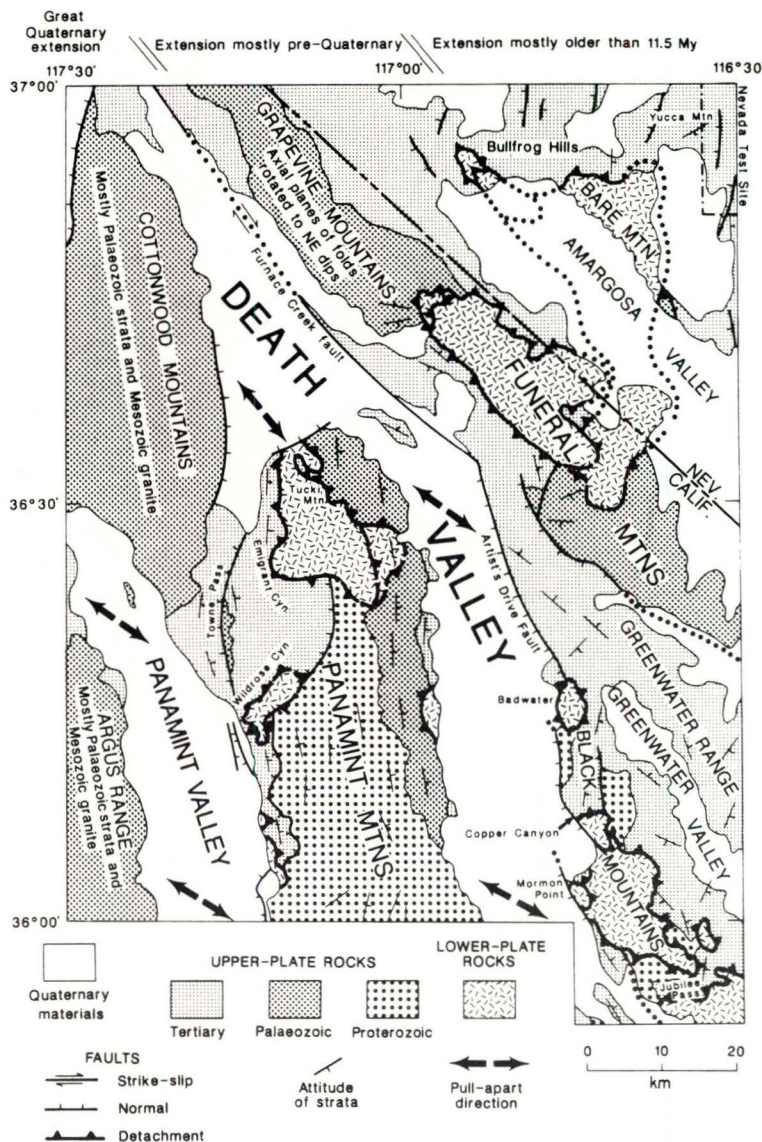 Great
Quaternary
extension
Extension mostly pre-Quaternary
Extension mostly older than 11.5 My
117°30'
117°00'
116°30
37°00'
36°30'
36°00'
Nevada Test Site
Yucca Mtn
Bullfrog Hills
BARE MTN
GRAPEVINE MOUNTAINS
Axial planes of folds
rotated to NE dips
COTTONWOOD MOUNTAINS
Mostly Palaeozoic strata and Mesozoic granite
Furnace Creek fault
AMARGOSA
VALLEY
DEATH
VALLEY
FUNERAL
MTNS
NEV.
CALIF.
Tucki
Mtn
Towne Pass
Emigrant Cyn.
Wildrose Cyn
Artist's Drive Fault
PANAMINT VALLEY
PANAMINT MTNS
ARGUS RANGE
Mostly Palaeozoic strata and
Mesozoic granite
Badwater
BLACK
MOUNTAINS
GREENWATER RANGE
GREENWATER
VALLEY
Copper Canyon
Mormon
Point
Jubilee
Pass
UPPER-PLATE ROCKS
LOWER-PLATE
ROCKS
Quaternary
materials
Tertiary
Palaeozoic
Proterozoic
FAULTS
Strike-slip
Normal
Detachment
Attitude
of strata
Pull-apart
direction
0 10 20
km